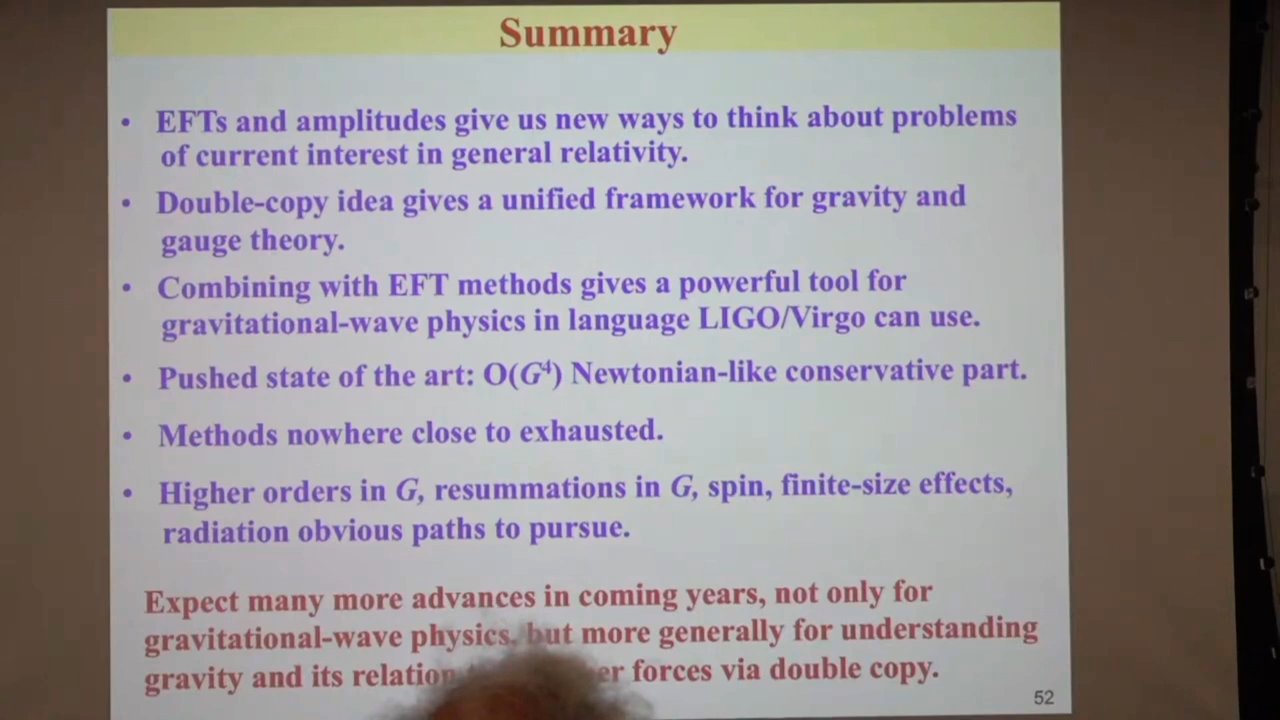 Summary
• EFTs and amplitudes give us new ways to think about problems
of current interest in general relativity.
• Double-copy idea gives a unified framework for gravity and
gauge theory.
• Combining with EFT methods gives a powerful tool for
gravitational-wave physics in language LIGO/Virgo can use.
• Pushed state of the art: O(G⁴) Newtonian-like conservative part.
• Methods nowhere close to exhausted.
• Higher orders in G, resummations in G, spin, finite-size effects,
radiation obvious paths to pursue.
Expect many more advances in coming years, not only for
gravitational-wave physics, but more generally for understanding
gravity and its relation forces via double copy.
52